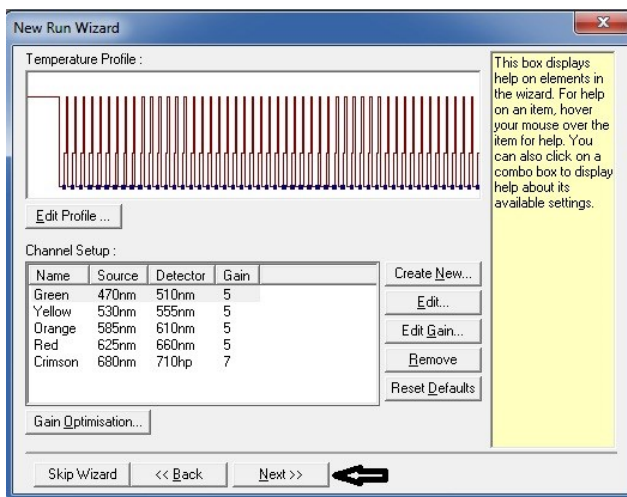 New Run Wizard
Temperature Profile :
Edit Profile ...
Channel Setup :
Name Source Detector Gain
Green 470nm 510nm 5
Yellow 530nm 555nm 5
Orange 585nm 610nm 5
Red 625nm 660nm 5
Crimson 680nm 710hp 7
Create New...
Edit...
Edit Gain...
Remove
Reset Defaults
Gain Optimisation...
Skip Wizard << Back Next >>
This box displays
help on elements in
the wizard. For help
on an item, hover
your mouse over the
item for help. You
can also click on a
combo box to display
help about its
available settings.